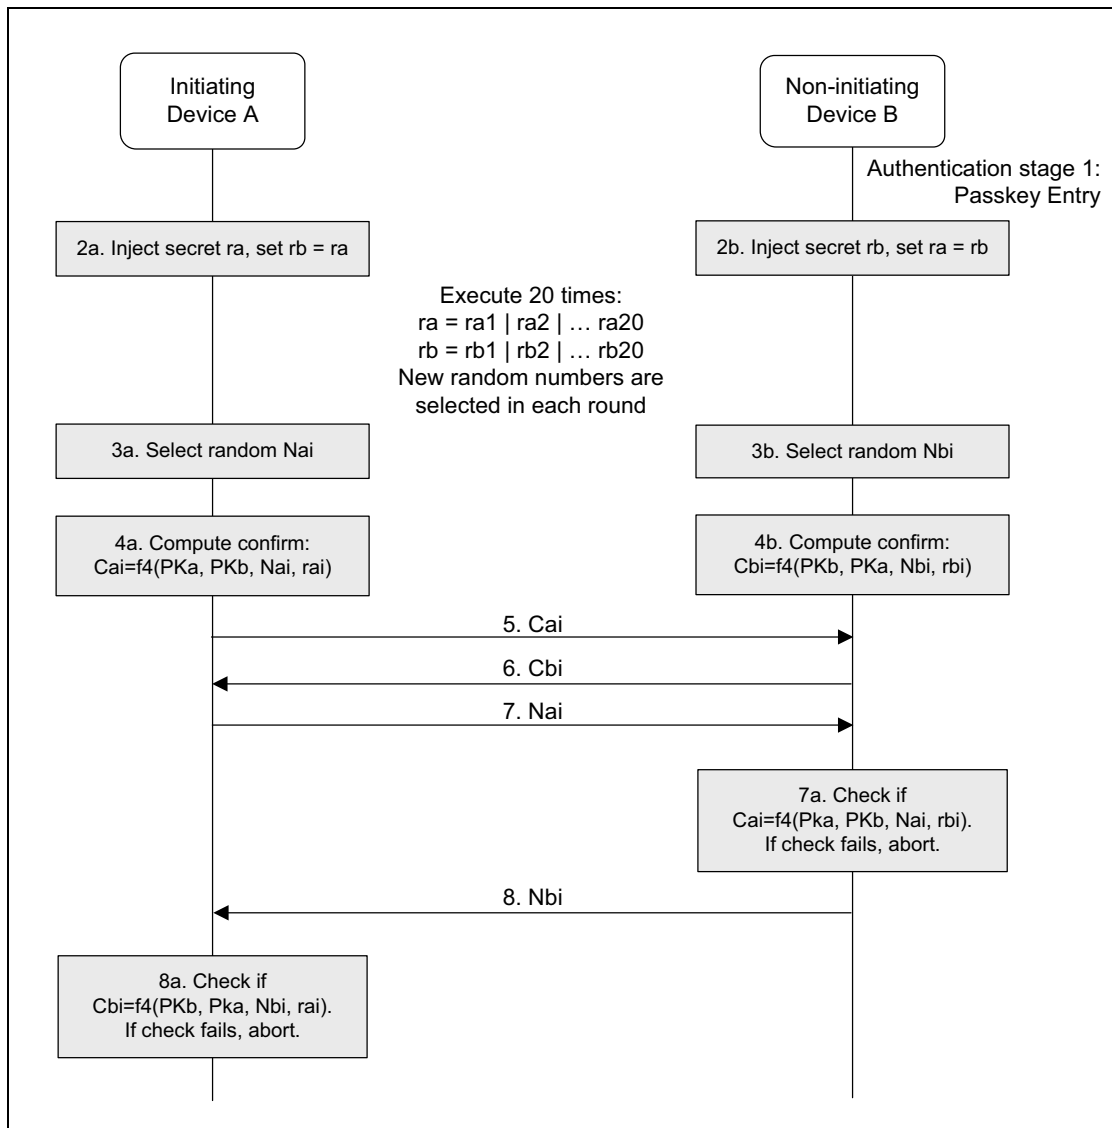 Initiating
Device A
Non-initiating
Device B
Authentication stage 1:
Passkey Entry
2a. Inject secret ra, set rb = ra
2b. Inject secret rb, set ra = rb
Execute 20 times:
ra = ra1 | ra2 | … ra20
rb = rb1 | rb2 | … rb20
New random numbers are
selected in each round
3a. Select random Nai
3b. Select random Nbi
4a. Compute confirm:
Cai=f4(PKa, PKb, Nai, rai)
4b. Compute confirm:
Cbi=f4(PKb, PKa, Nbi, rbi)
5. Cai
6. Cbi
7. Nai
7a. Check if
Cai=f4(Pka, PKb, Nai, rbi).
If check fails, abort.
8. Nbi
8a. Check if
Cbi=f4(PKb, Pka, Nbi, rai).
If check fails, abort.